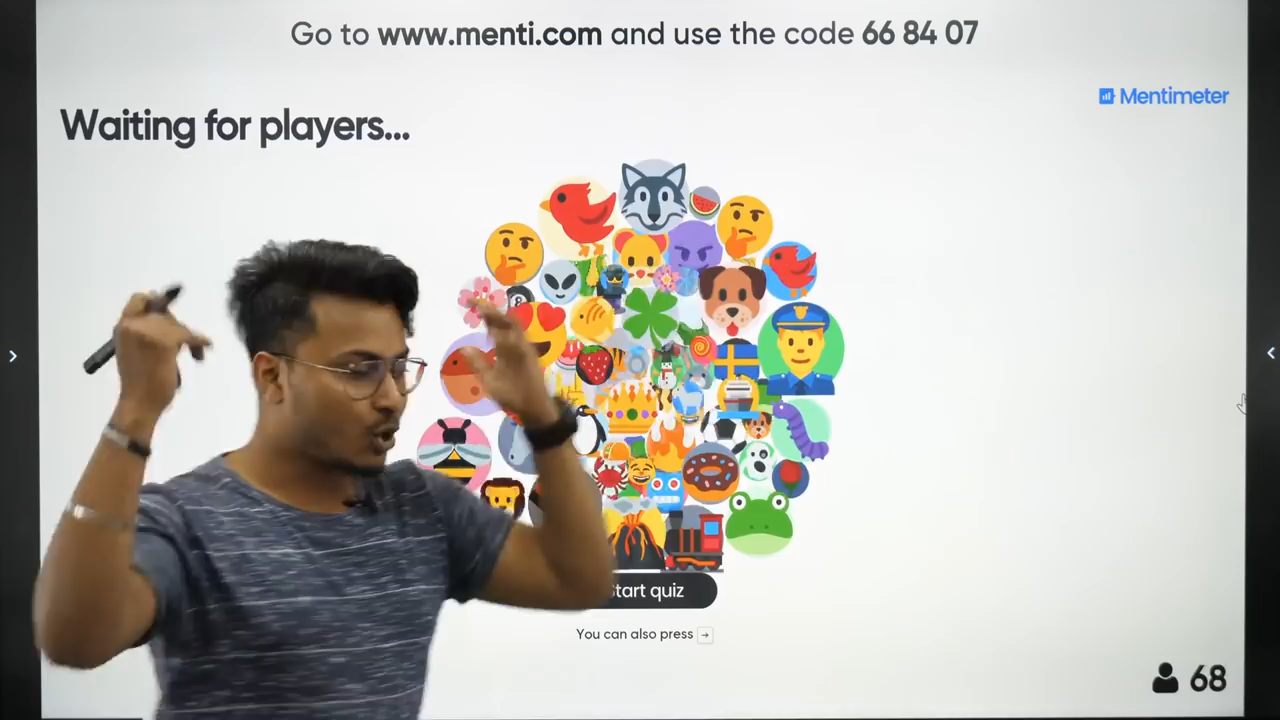 Go to www.menti.com and use the code 66 84 07
Mentimeter
Waiting for players...
Start quiz
You can also press
68